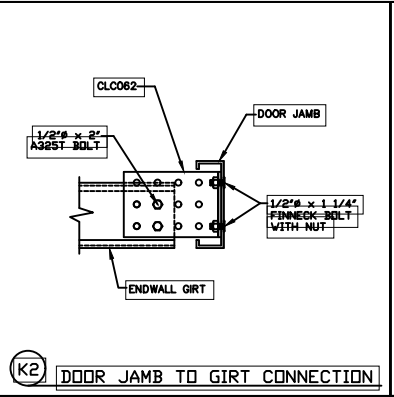 CLC062
DOOR JAMB
1/2"ø x 2"
A325T BOLT
1/2"ø x 1 1/4"
FINNECK BOLT
WITH NUT
ENDWALL GIRT
K2 DOOR JAMB TO GIRT CONNECTION